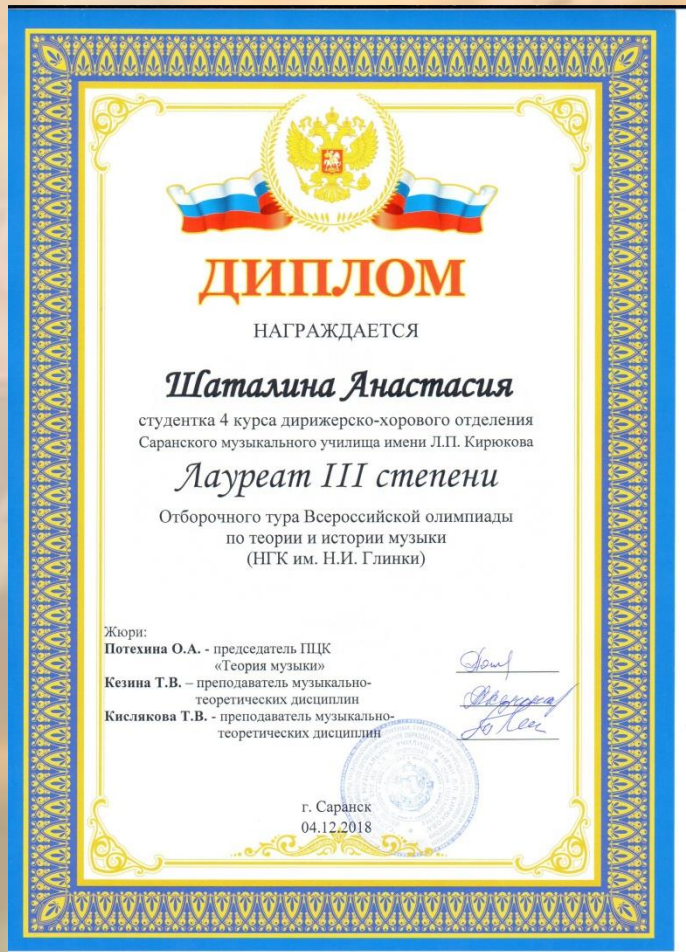 ДИПЛОМ
НАГРАЖДАЕТСЯ
Шаталина Анастасия
студентка 4 курса дирижерско-хорового отделения
Саранского музыкального училища имени Л.П. Кирюкова
Лауреат III степени
Отборочного тура Всероссийской олимпиады
по теории и истории музыки
(НГК им. Н.И. Глинки)
Жюри:
Потехина О.А. - председатель ПЦК
«Теория музыки»
Кезина Т.В. – преподаватель музыкально-
теоретических дисциплин
Кислякова Т.В. - преподаватель музыкально-
теоретических дисциплин
г. Саранск
04.12.2018